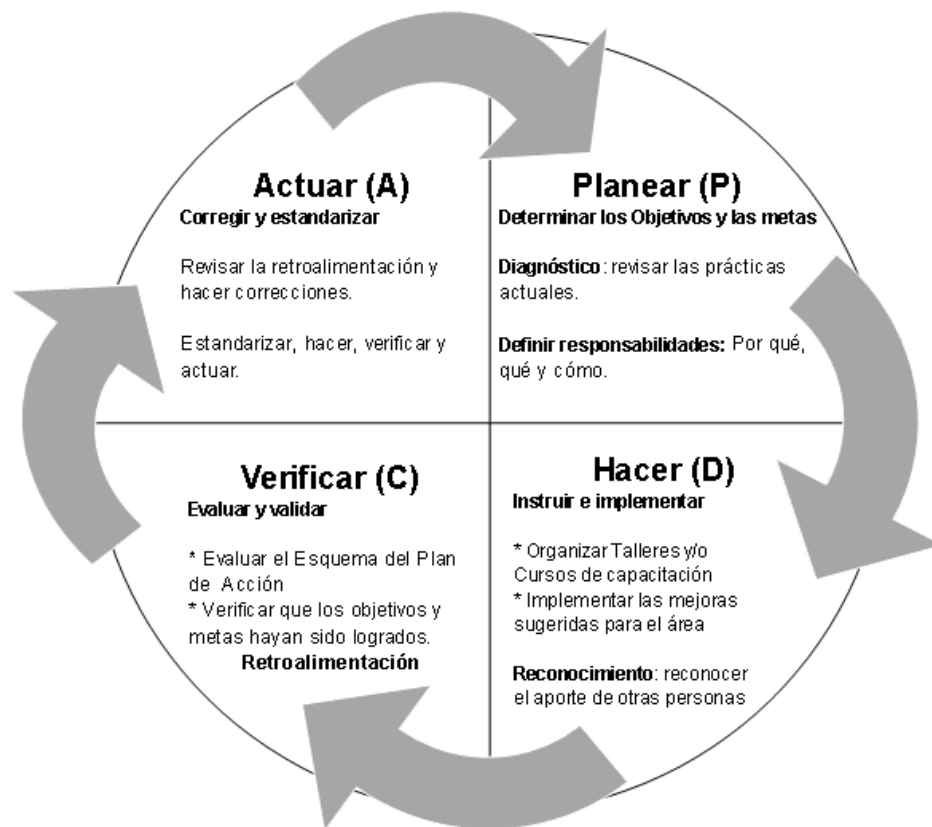 Actuar (A)
Corregir y estandarizar
Revisar la retroalimentación y
hacer correcciones.
Estandarizar, hacer, verificar y
actuar.
Planear (P)
Determinar los Objetivos y las metas
Diagnóstico: revisar las prácticas
actuales.
Definir responsabilidades: Por qué,
qué y cómo.
Verificar (C)
Evaluar y validar
* Evaluar el Esquema del Plan
de Acción
* Verificar que los objetivos y
metas hayan sido logrados.
Retroalimentación
Hacer (D)
Instruir e implementar
* Organizar Talleres y/o
Cursos de capacitación
* Implementar las mejoras
sugeridas para el área
Reconocimiento: reconocer
el aporte de otras personas